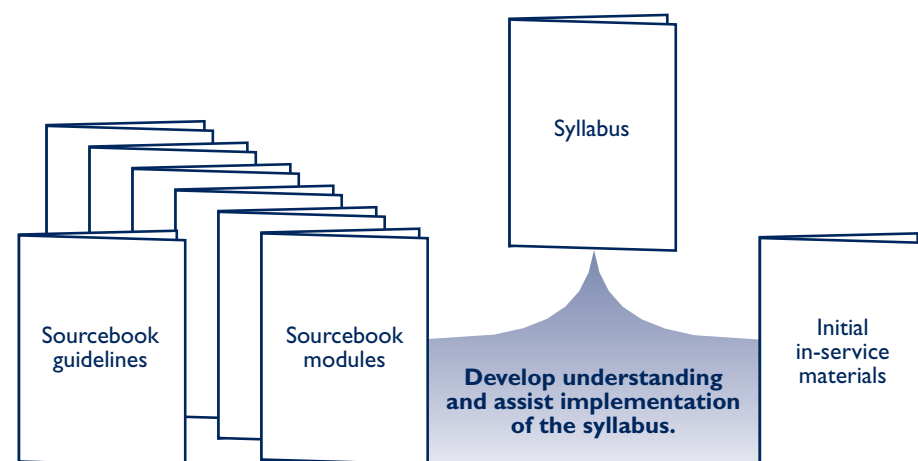 Syllabus
Sourcebook
guidelines
Sourcebook
modules
Develop understanding
and assist implementation
of the syllabus.
Initial
in-service
materials